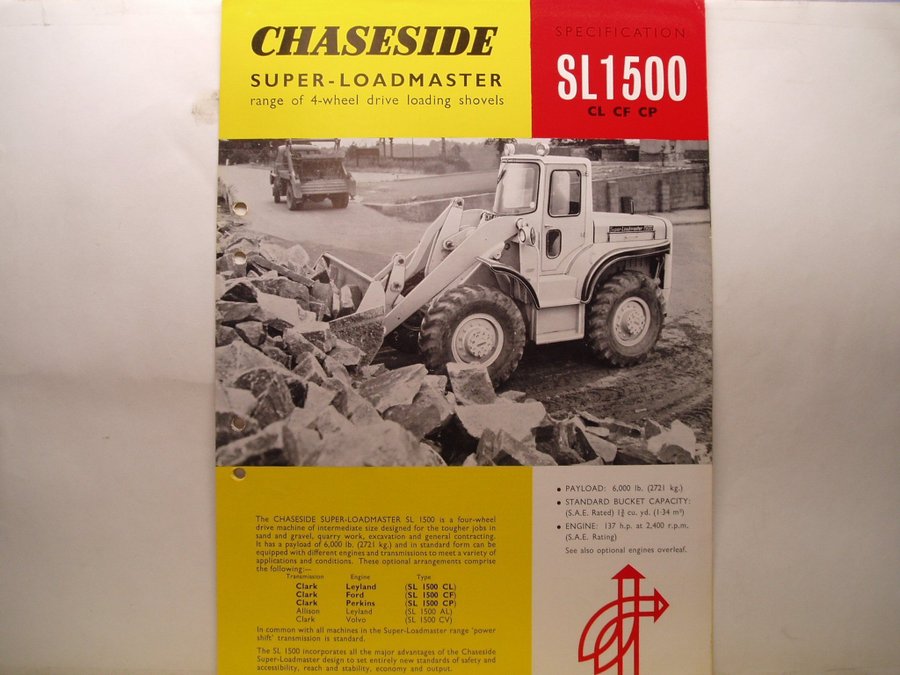 CHASESIDE
SUPER-LOADMASTER
range of 4-wheel drive loading shovels
SPECIFICATION
SL1500
CL CF CP
Super-Loadmaster 1500
The CHASESIDE SUPER-LOADMASTER SL 1500 is a four-wheel
drive machine of intermediate size designed for the tougher jobs in
sand and gravel, quarry work, excavation and general contracting.
It has a payload of 6,000 lb. (2721 kg.) and in standard form can be
equipped with different engines and transmissions to meet a variety of
applications and conditions. These optional arrangements comprise
the following:—
Transmission Engine Type
Clark Leyland (SL 1500 CL)
Clark Ford (SL 1500 CF)
Clark Perkins (SL 1500 CP)
Allison Leyland (SL 1500 AL)
Clark Volvo (SL 1500 CV)
In common with all machines in the Super-Loadmaster range 'power
shift' transmission is standard.
The SL 1500 incorporates all the major advantages of the Chaseside
Super-Loadmaster design to set entirely new standards of safety and
accessibility, reach and stability, economy and output.
• PAYLOAD: 6,000 lb. (2721 kg.)
• STANDARD BUCKET CAPACITY:
(S.A.E. Rated) 1¾ cu. yd. (1·34 m³)
• ENGINE: 137 h.p. at 2,400 r.p.m.
(S.A.E. Rating)
See also optional engines overleaf.